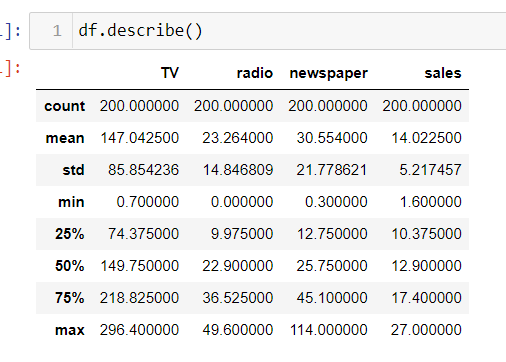 ]: 1 df.describe()
]:
TV radio newspaper sales
count 200.000000 200.000000 200.000000 200.000000
mean 147.042500 23.264000 30.554000 14.022500
std 85.854236 14.846809 21.778621 5.217457
min 0.700000 0.000000 0.300000 1.600000
25% 74.375000 9.975000 12.750000 10.375000
50% 149.750000 22.900000 25.750000 12.900000
75% 218.825000 36.525000 45.100000 17.400000
max 296.400000 49.600000 114.000000 27.000000